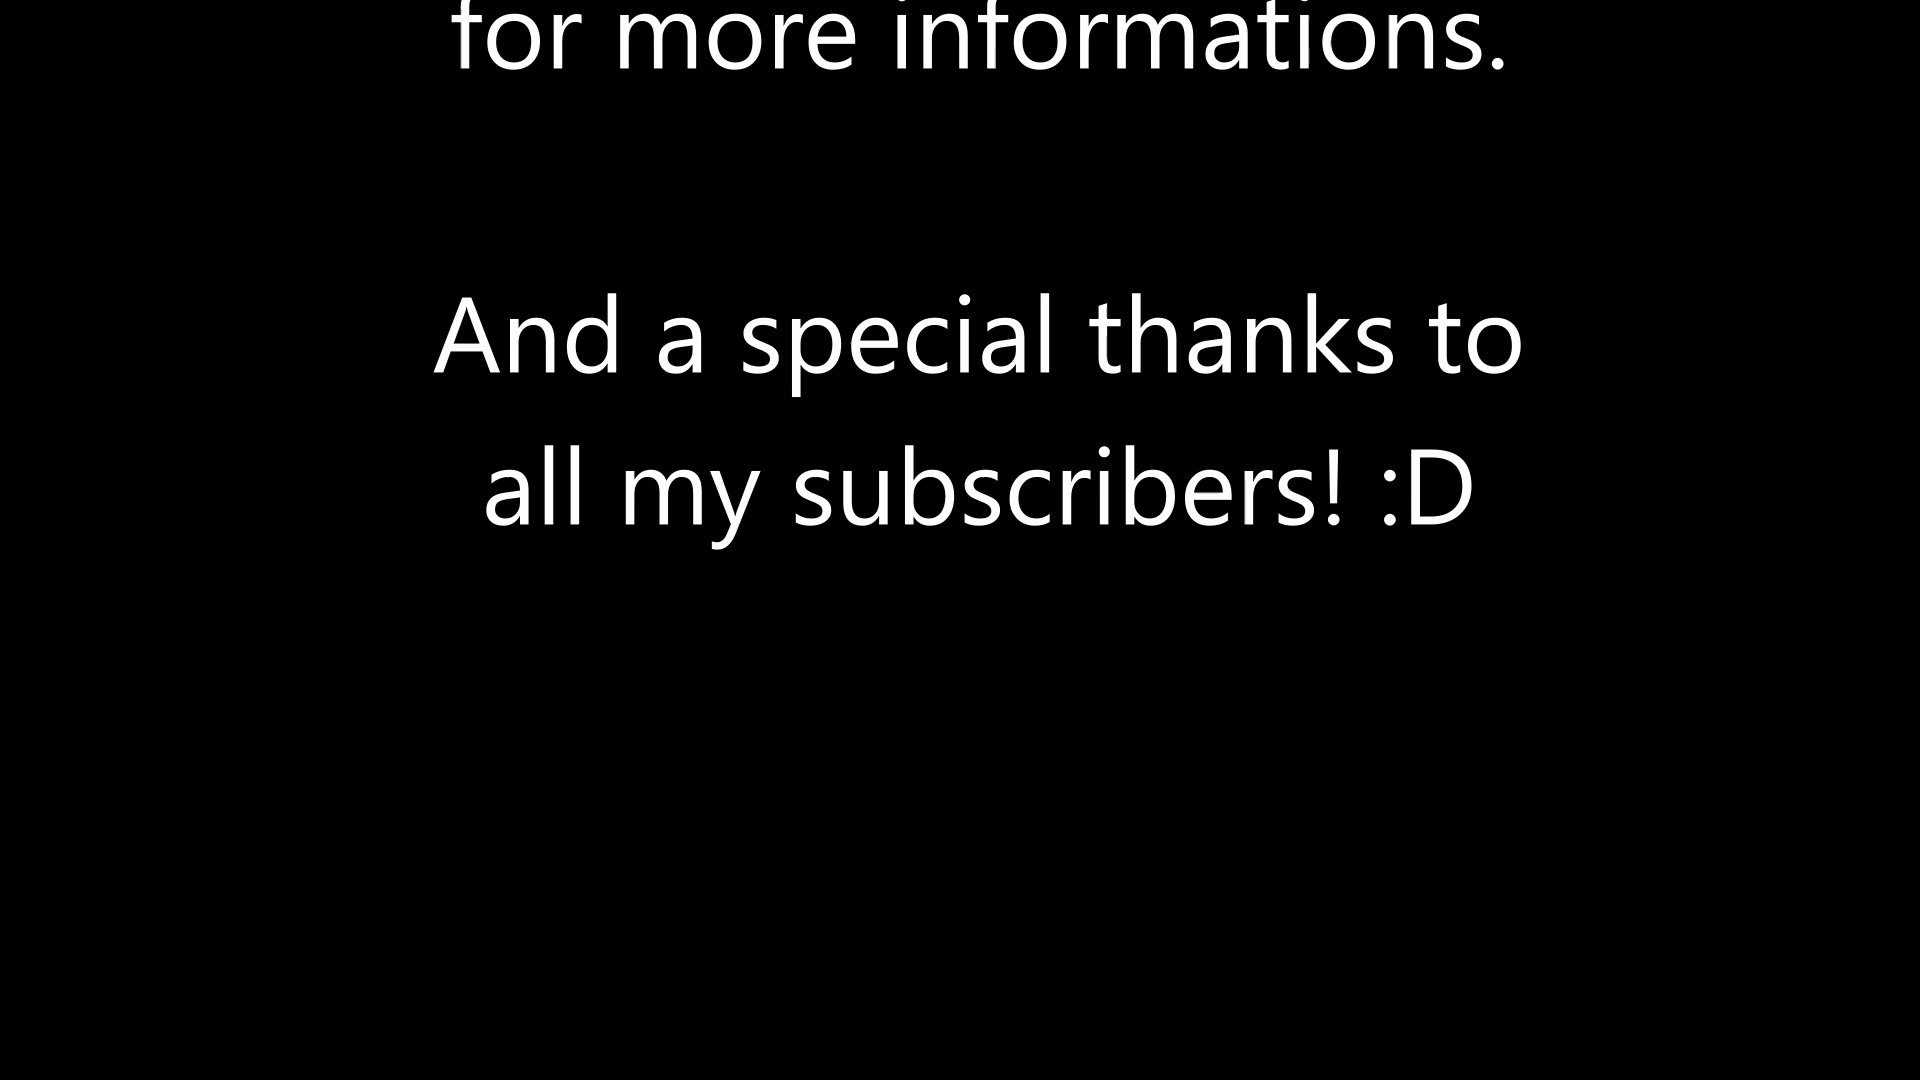 for more informations.
And a special thanks to
all my subscribers! :D